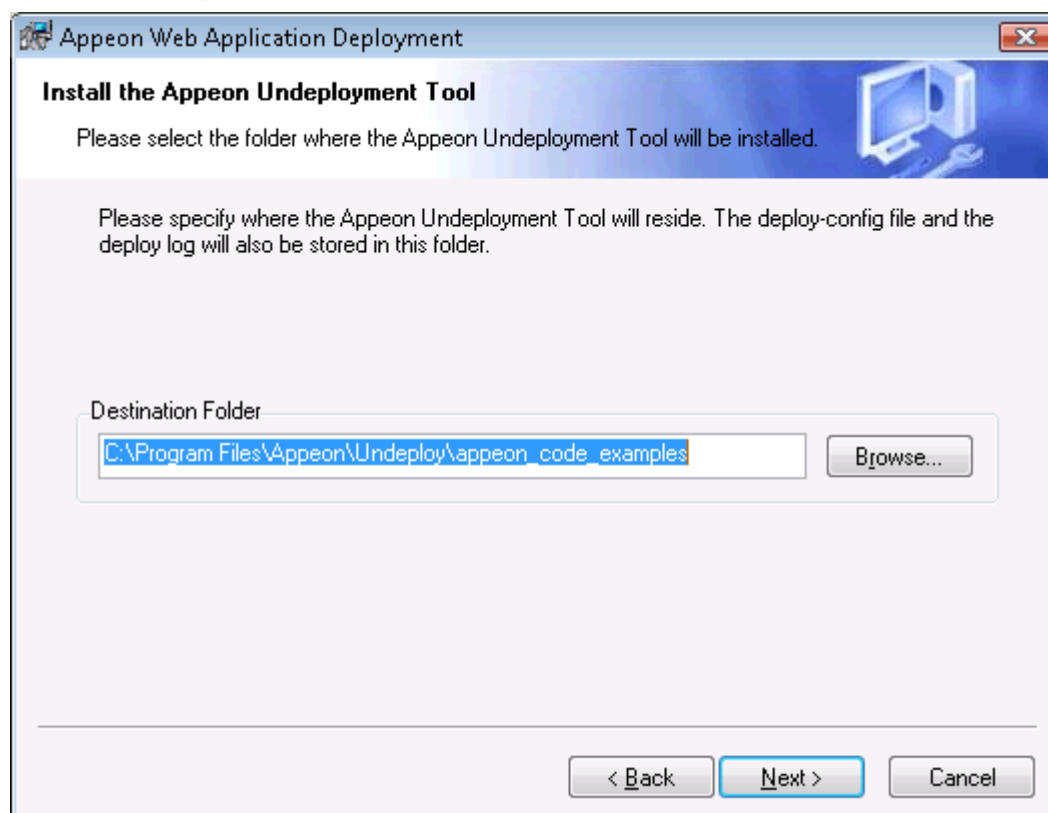 Appeon Web Application Deployment
Install the Appeon Undeployment Tool
Please select the folder where the Appeon Undeployment Tool will be installed.
Please specify where the Appeon Undeployment Tool will reside. The deploy-config file and the
deploy log will also be stored in this folder.
Destination Folder
C:\Program Files\Appeon\Undeploy\appeon_code_examples
Browse...
< Back
Next >
Cancel